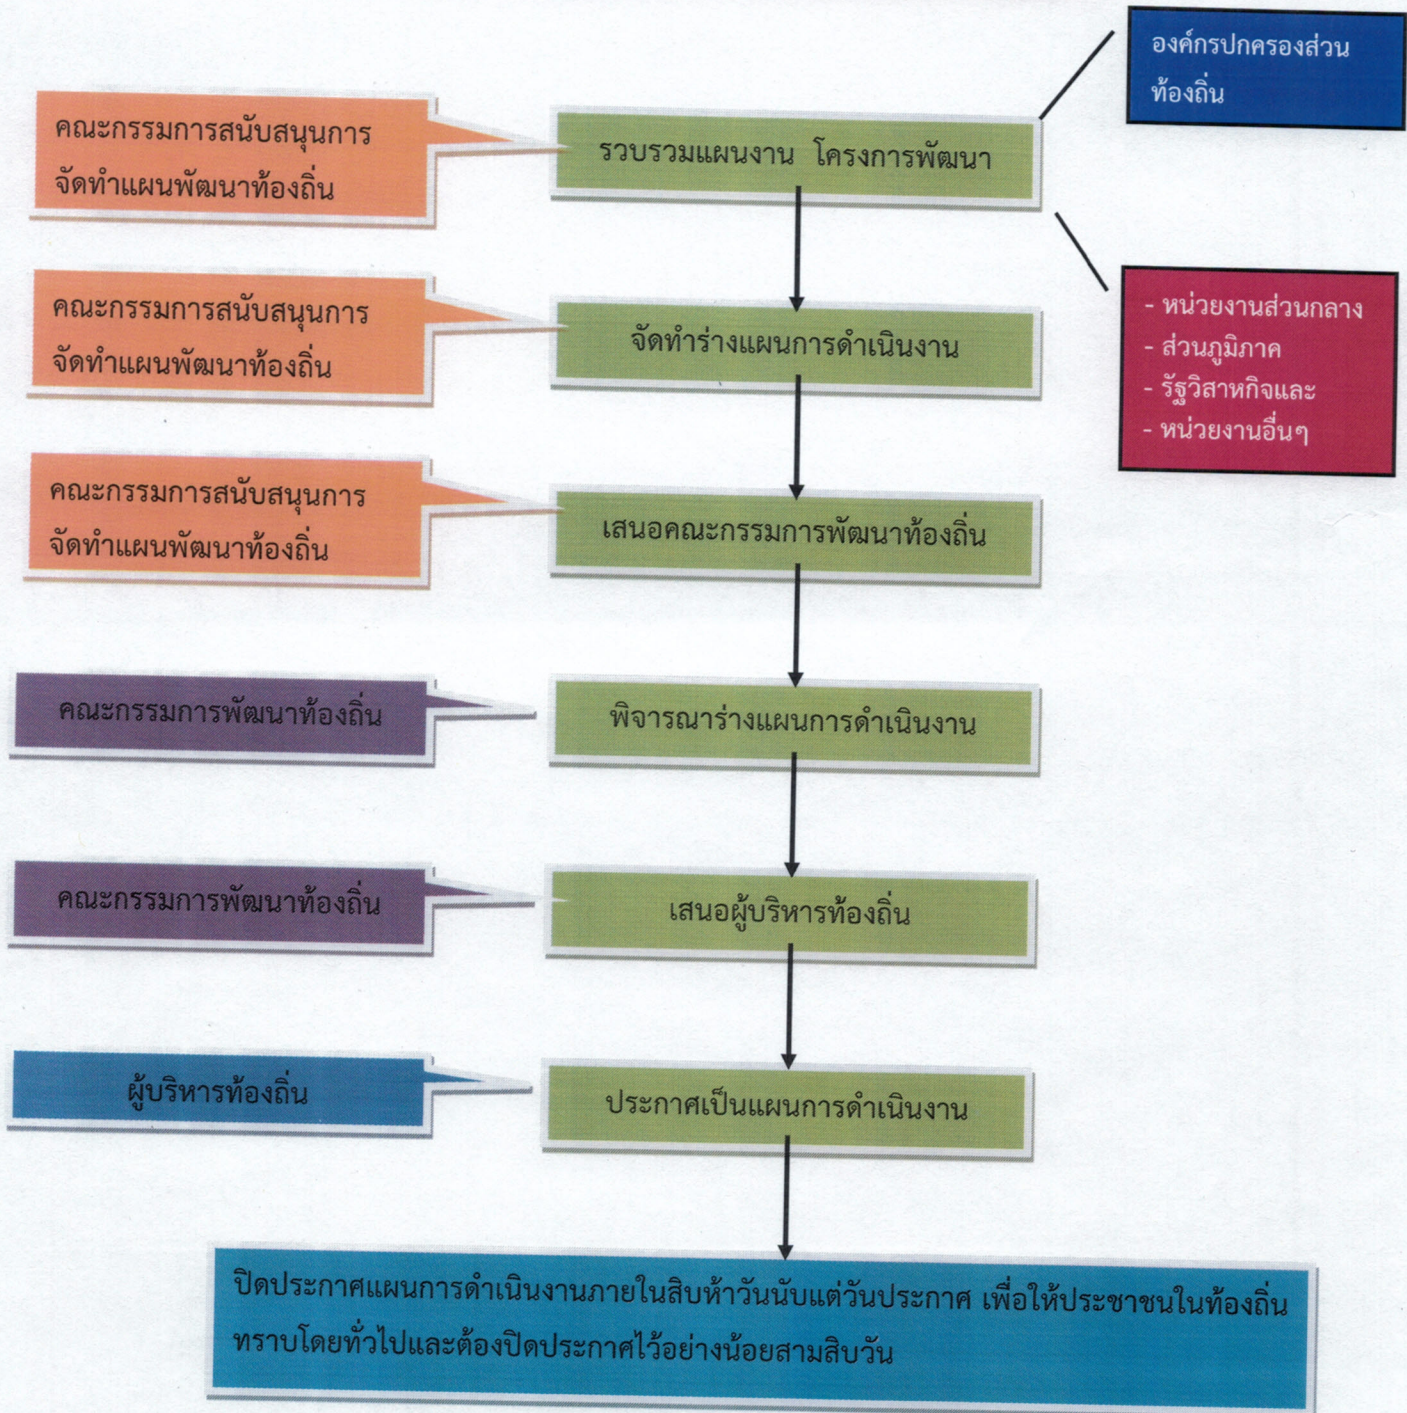 องค์กรปกครองส่วน
ท้องถิ่น
คณะกรรมการสนับสนุนการ
จัดทำแผนพัฒนาท้องถิ่น
รวบรวมแผนงาน โครงการพัฒนา
- หน่วยงานส่วนกลาง
- ส่วนภูมิภาค
- รัฐวิสาหกิจและ
- หน่วยงานอื่นๆ
คณะกรรมการสนับสนุนการ
จัดทำแผนพัฒนาท้องถิ่น
จัดทำร่างแผนการดำเนินงาน
คณะกรรมการสนับสนุนการ
จัดทำแผนพัฒนาท้องถิ่น
เสนอคณะกรรมการพัฒนาท้องถิ่น
คณะกรรมการพัฒนาท้องถิ่น
พิจารณาร่างแผนการดำเนินงาน
คณะกรรมการพัฒนาท้องถิ่น
เสนอผู้บริหารท้องถิ่น
ผู้บริหารท้องถิ่น
ประกาศเป็นแผนการดำเนินงาน
ปิดประกาศแผนการดำเนินงานภายในสิบห้าวันนับแต่วันประกาศ เพื่อให้ประชาชนในท้องถิ่น
ทราบโดยทั่วไปและต้องปิดประกาศไว้อย่างน้อยสามสิบวัน